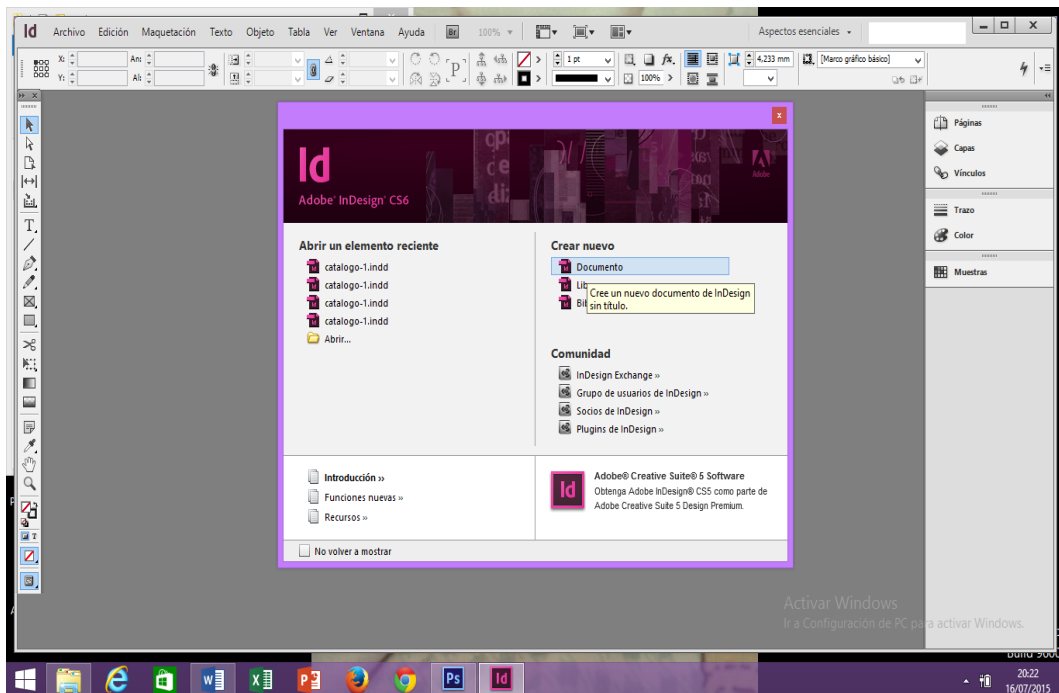 Id Archivo Edición Maquetación Texto Objeto Tabla Ver Ventana Ayuda Br 100% Aspectos esenciales
X: An: 1 pt 4,233 mm [Marco gráfico básico]
Y: Al: P 100%
Id
Adobe® InDesign® CS6
Adobe
Abrir un elemento reciente
catalogo-1.indd
catalogo-1.indd
catalogo-1.indd
catalogo-1.indd
Abrir...
Crear nuevo
Documento
Lib
Bib
Cree un nuevo documento de InDesign
sin título.
Comunidad
InDesign Exchange »
Grupo de usuarios de InDesign »
Socios de InDesign »
Plugins de InDesign »
Introducción »
Funciones nuevas »
Recursos »
Id
Adobe® Creative Suite® 5 Software
Obtenga Adobe InDesign® CS5 como parte de
Adobe Creative Suite 5 Design Premium.
No volver a mostrar
Páginas
Capas
Vínculos
Trazo
Color
Muestras
Activar Windows
Ir a Configuración de PC para activar Windows.
Build 9600
Ps Id
20:22
16/07/2015